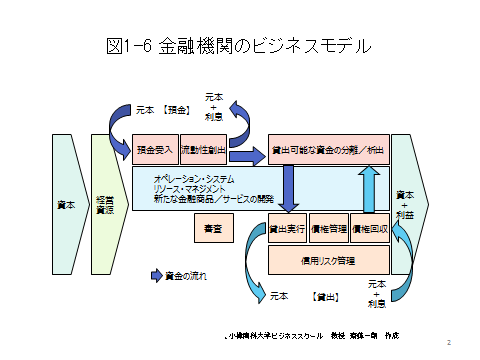 図1-6 金融機関のビジネスモデル
元本 【預金】
元本
+
利息
預金受入
流動性創出
貸出可能な資金の分離／析出
オペレーション・システム
リソース・マネジメント
新たな金融商品／サービスの開発
資本
経営
資源
資本
+
利益
審査
貸出実行
債権管理
債権回収
信用リスク管理
資金の流れ
元本 【貸出】
元本
+
利息
小樽商科大学ビジネススクール 教授 齋藤一朗 作成
2